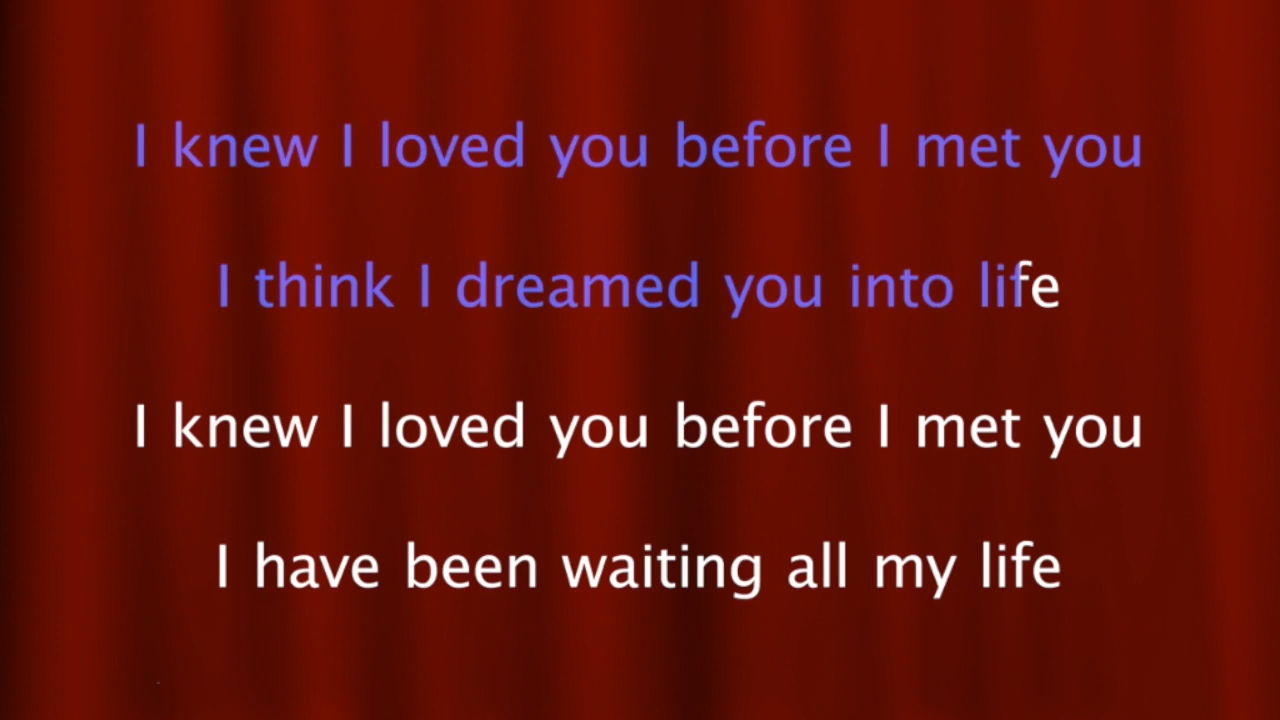 I knew I loved you before I met you
I think I dreamed you into life
I knew I loved you before I met you
I have been waiting all my life